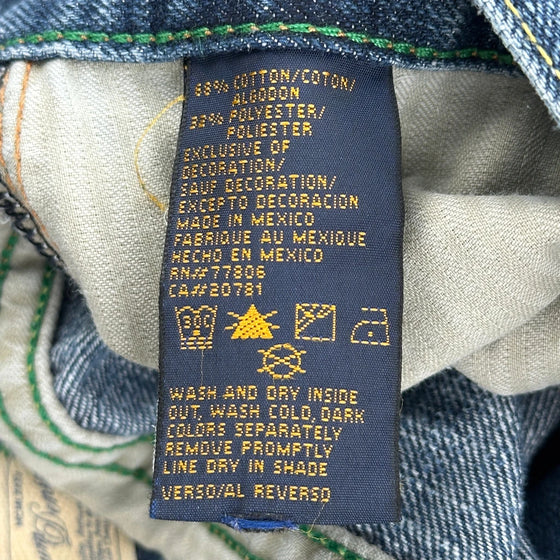 68% COTTON/COTON/
ALGODON
32% POLYESTER/
POLIESTER
EXCLUSIVE OF
DECORATION/
SAUF DECORATION/
EXCEPTO DECORACION
MADE IN MEXICO
FABRIQUE AU MEXIQUE
HECHO EN MEXICO
RN#77806
CA#20781
30C
WASH AND DRY INSIDE
OUT, WASH COLD, DARK
COLORS SEPARATELY
REMOVE PROMPTLY
LINE DRY IN SHADE
VERSO/AL REVERSO